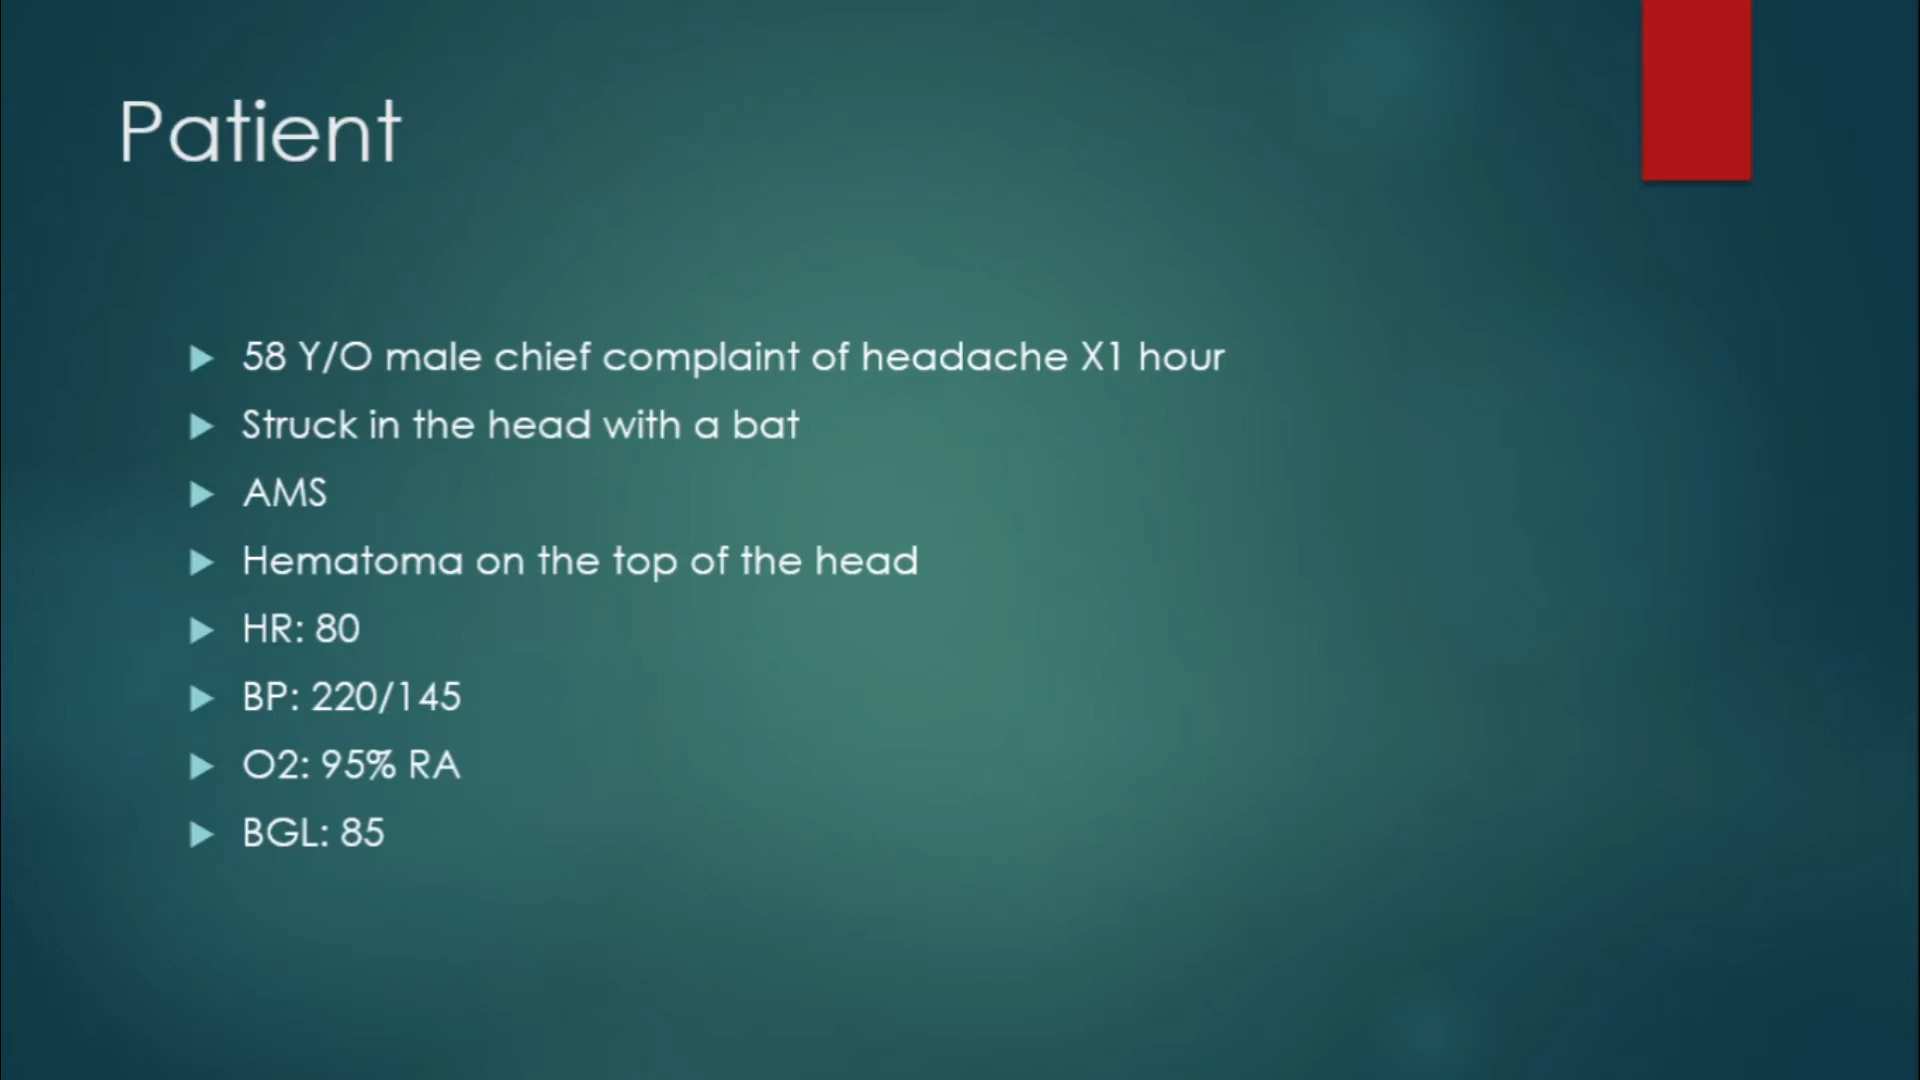 Patient
58 Y/O male chief complaint of headache X1 hour
Struck in the head with a bat
AMS
Hematoma on the top of the head
HR: 80
BP: 220/145
O2: 95% RA
BGL: 85